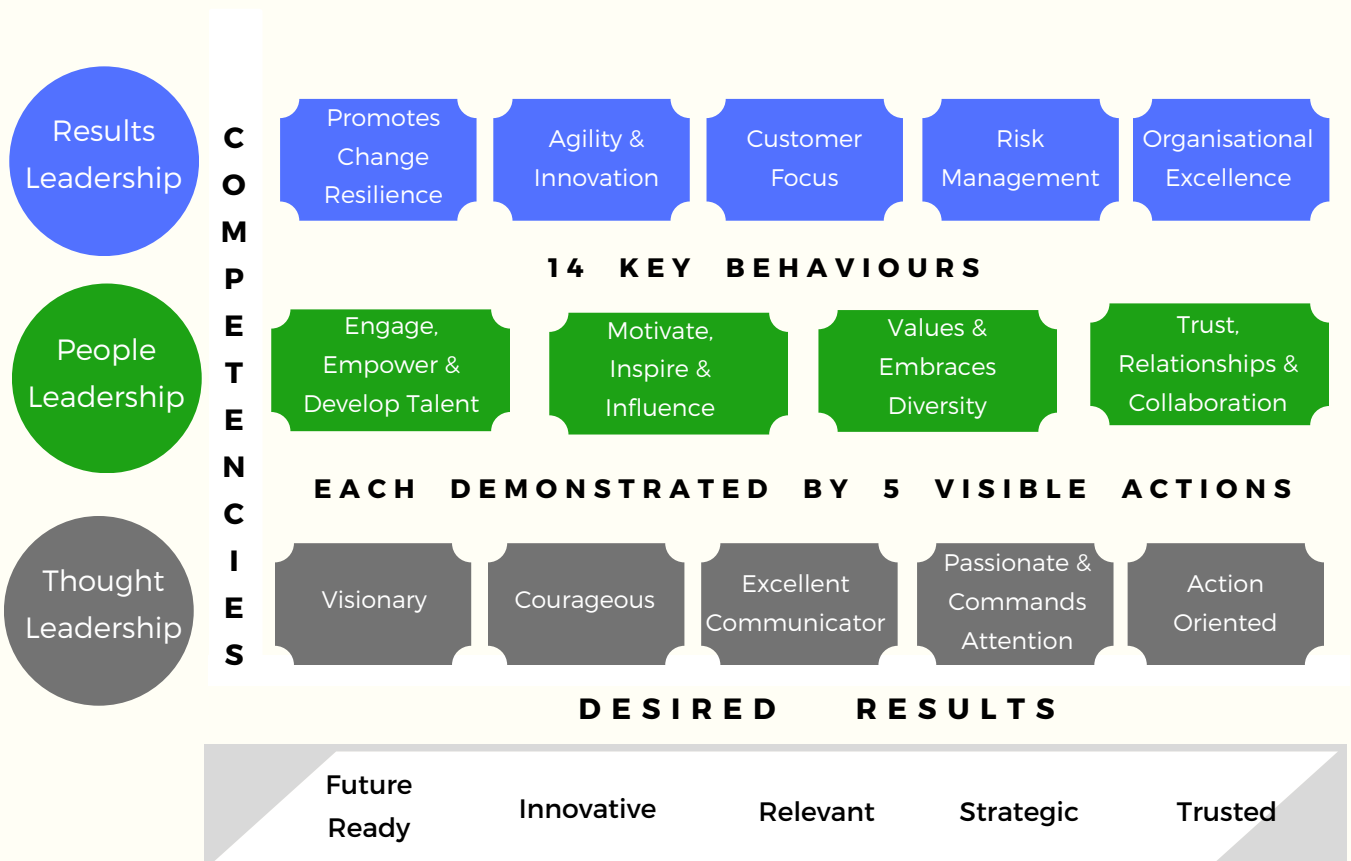 Results
Leadership
COMPETENCIES
Promotes
Change
Resilience
Agility &
Innovation
Customer
Focus
Risk
Management
Organisational
Excellence
14 KEY BEHAVIOURS
People
Leadership
Engage,
Empower &
Develop Talent
Motivate,
Inspire &
Influence
Values &
Embraces
Diversity
Trust,
Relationships &
Collaboration
EACH DEMONSTRATED BY 5 VISIBLE ACTIONS
Thought
Leadership
Visionary
Courageous
Excellent
Communicator
Passionate &
Commands
Attention
Action
Oriented
DESIRED RESULTS
Future
Ready
Innovative
Relevant
Strategic
Trusted